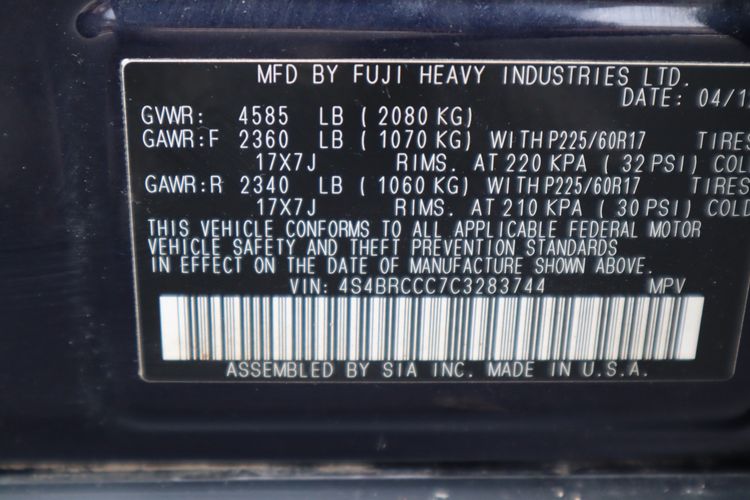 MFD BY FUJI HEAVY INDUSTRIES LTD.
DATE: 04/1
GVWR: 4585 LB ( 2080 KG)
GAWR:F 2360 LB ( 1070 KG) WITH P225/60R17 TIRES
17X7J RIMS. AT 220 KPA ( 32 PSI) COL
GAWR:R 2340 LB ( 1060 KG) WITH P225/60R17 TIRES
17X7J RIMS. AT 210 KPA ( 30 PSI) COLD
THIS VEHICLE CONFORMS TO ALL APPLICABLE FEDERAL MOTOR
VEHICLE SAFETY AND THEFT PREVENTION STANDARDS
IN EFFECT ON THE DATE OF MANUFACTURE SHOWN ABOVE.
VIN: 4S4BRCCC7C3283744 MPV
ASSEMBLED BY SIA INC. MADE IN U.S.A.